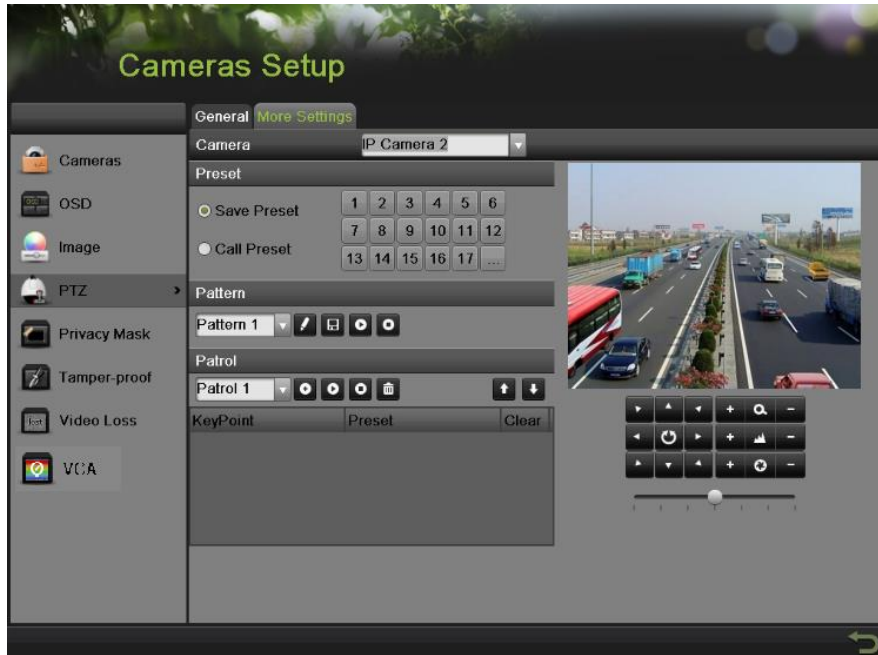 Cameras Setup
General More Settings
Camera IP Camera 2
Cameras
OSD
Image
PTZ
Privacy Mask
Tamper-proof
Video Loss
VCA
Preset
Save Preset
Call Preset
1 2 3 4 5 6
7 8 9 10 11 12
13 14 15 16 17 ...
Pattern
Pattern 1
Patrol
Patrol 1
KeyPoint Preset Clear
+ -
+ -
+ -